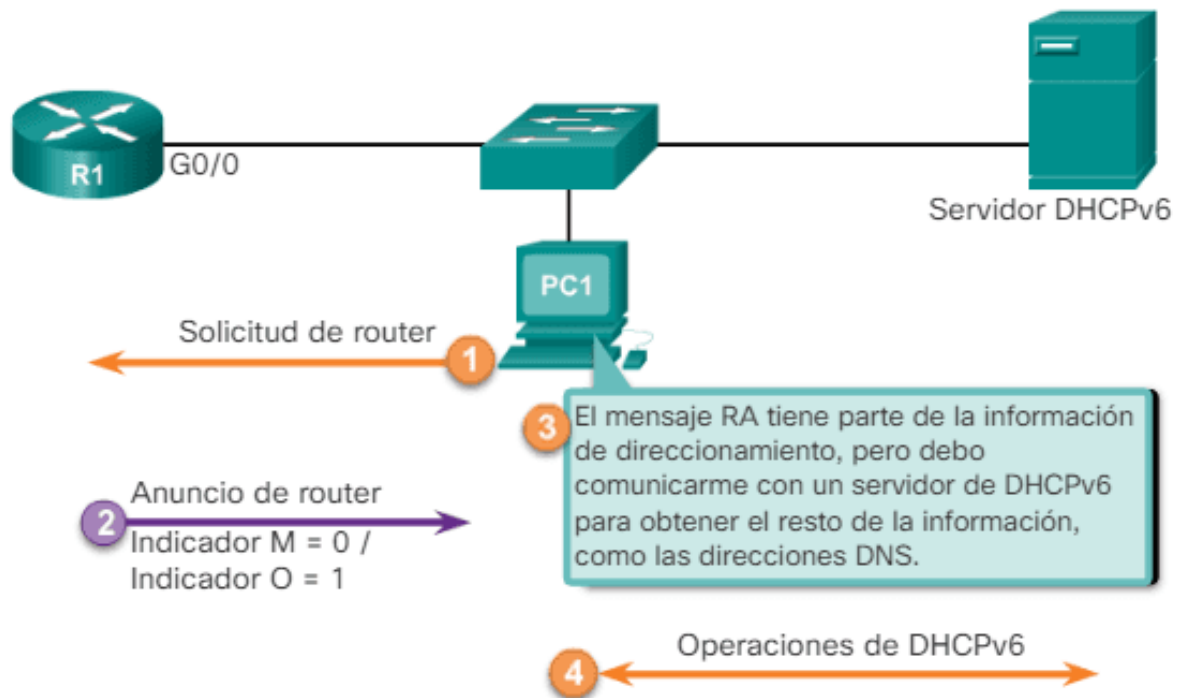 R1
G0/0
Servidor DHCPv6
PC1
Solicitud de router
1
3
El mensaje RA tiene parte de la información
de direccionamiento, pero debo
comunicarme con un servidor de DHCPv6
para obtener el resto de la información,
como las direcciones DNS.
2
Anuncio de router
Indicador M = 0 /
Indicador O = 1
Operaciones de DHCPv6
4